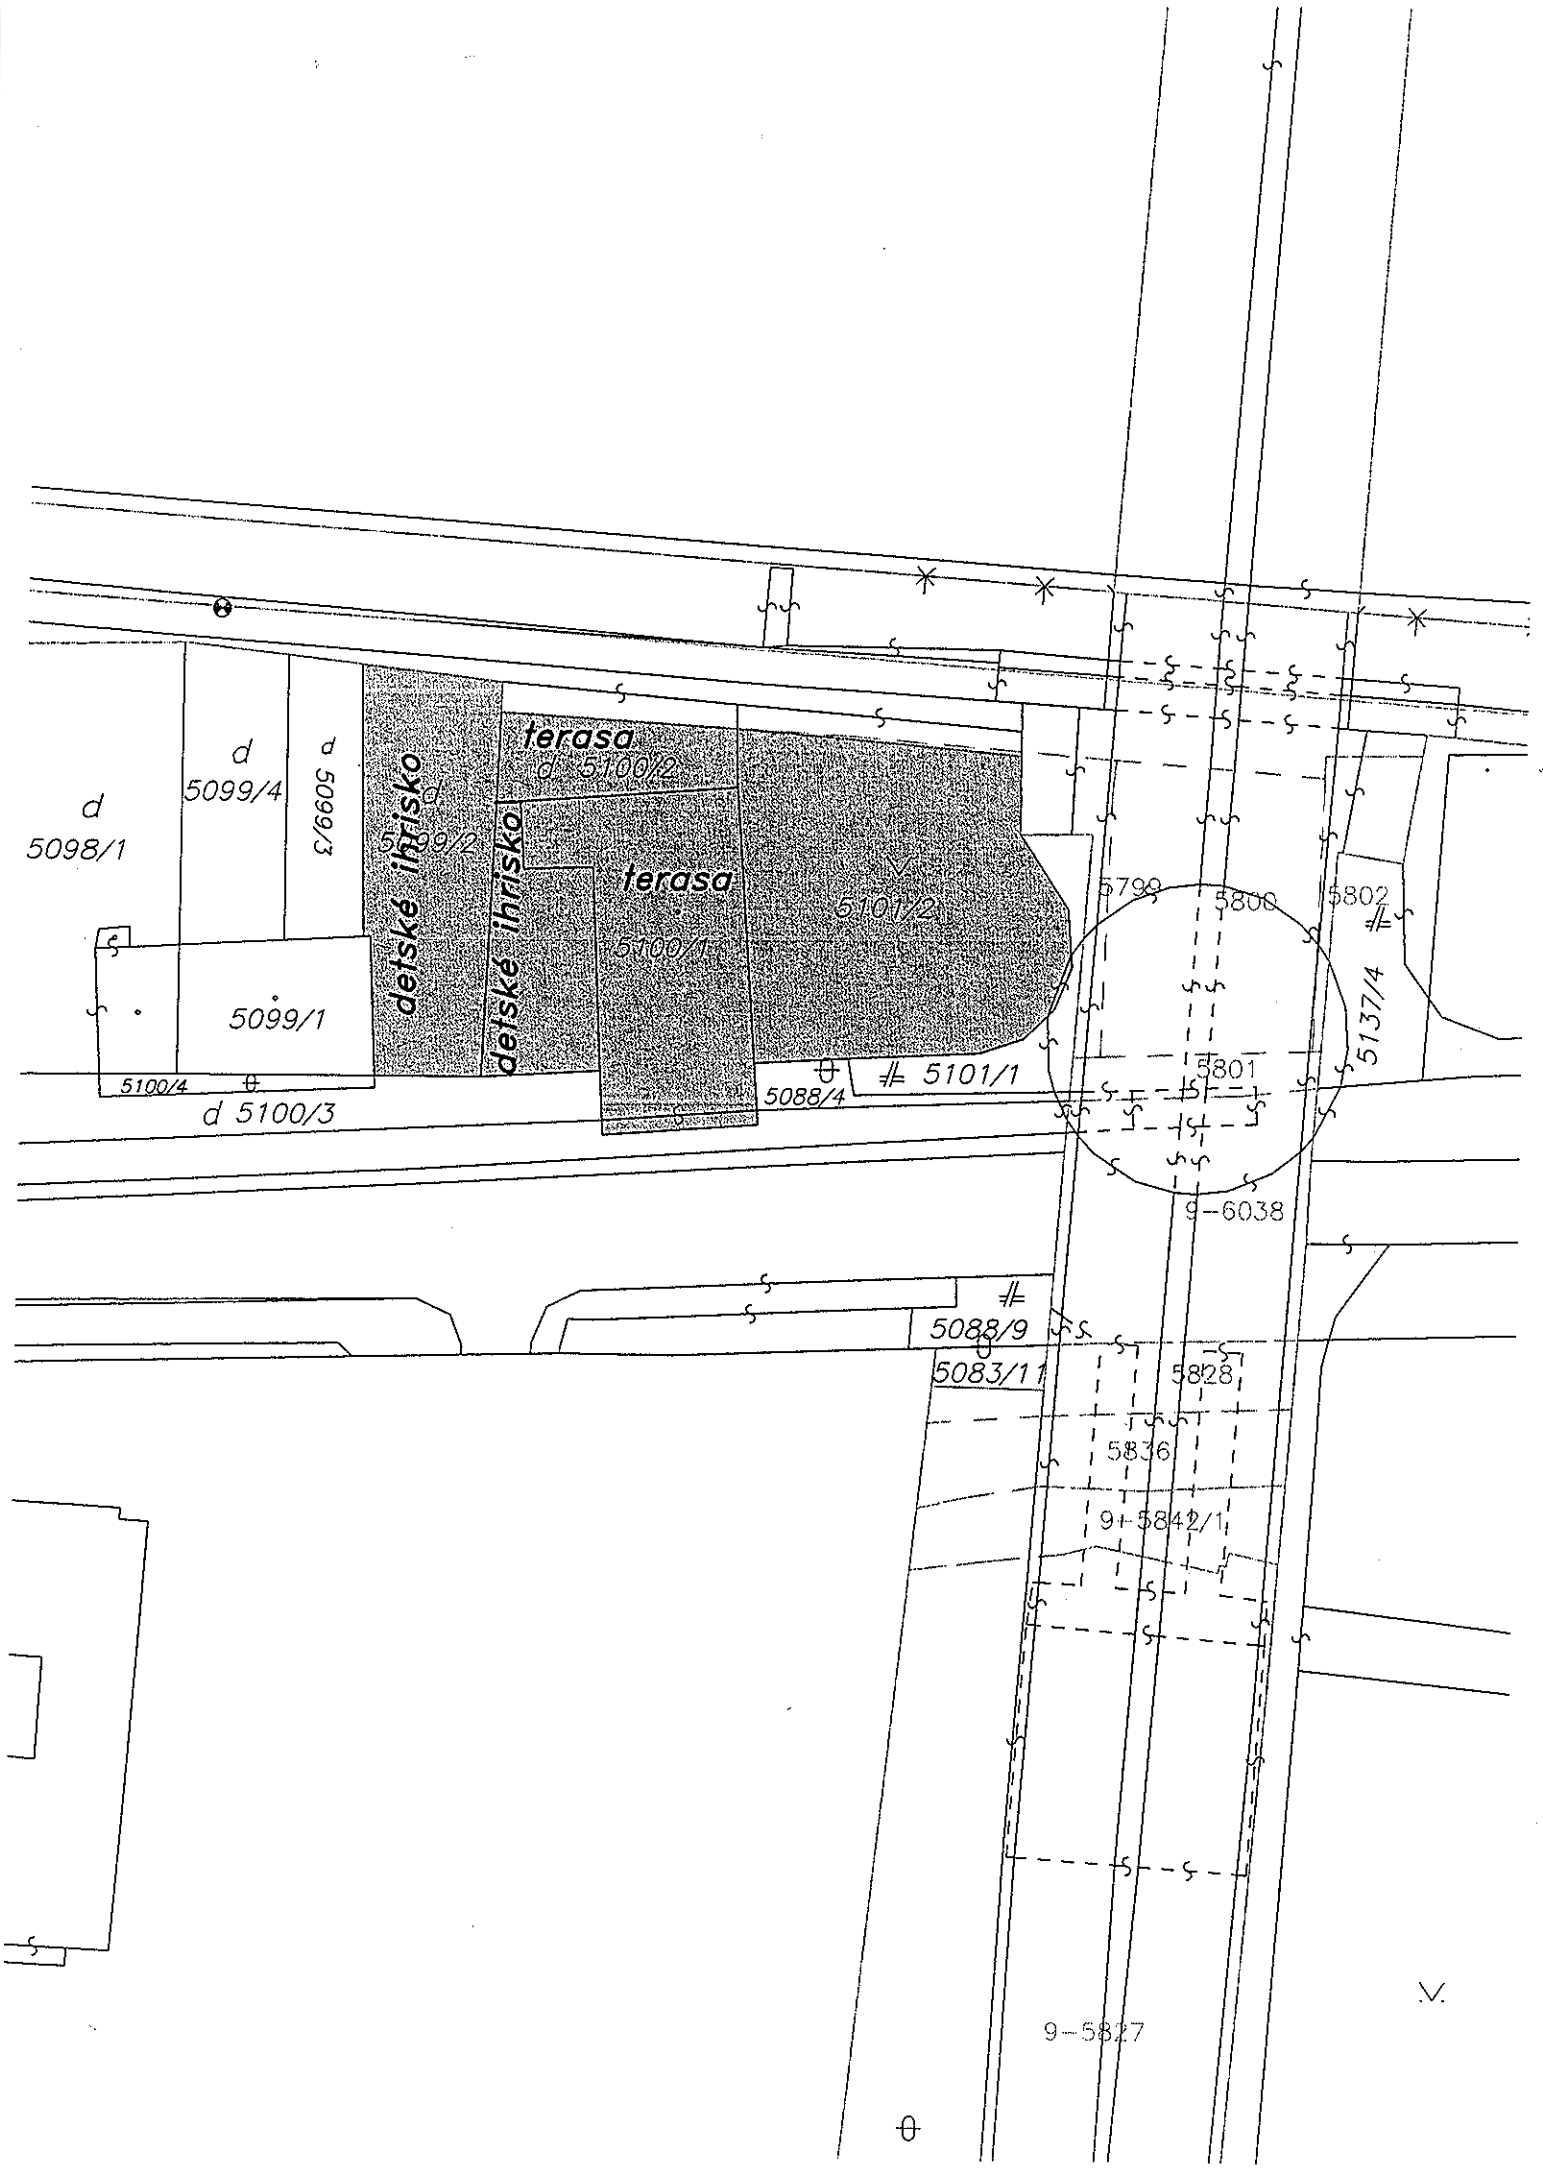 terasa
d 5100/2
d
5099/4
d 5099/3
d
5098/1
detské ihrisko
d
5099/2
detské ihrisko
terasa
5100/1
5101/2
5799
5800
5802
5137/4
5099/1
5100/4
d 5100/3
5088/4
5101/1
5801
9-6038
5088/9
5083/11
5828
5836
9-5842/1
9-5827